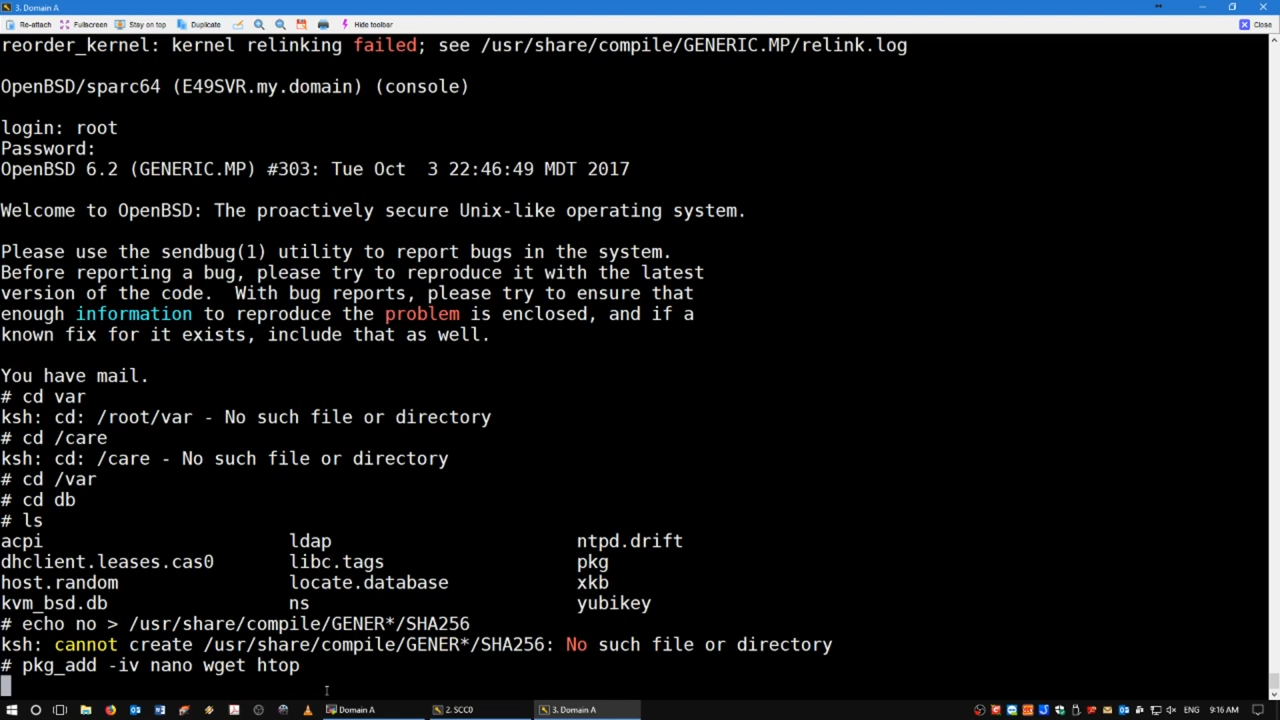 3. Domain A
Re-attach Fullscreen Stay on top Duplicate Hide toolbar Close
reorder_kernel: kernel relinking failed; see /usr/share/compile/GENERIC.MP/relink.log
OpenBSD/sparc64 (E49SVR.my.domain) (console)
login: root
Password:
OpenBSD 6.2 (GENERIC.MP) #303: Tue Oct  3 22:46:49 MDT 2017
Welcome to OpenBSD: The proactively secure Unix-like operating system.
Please use the sendbug(1) utility to report bugs in the system.
Before reporting a bug, please try to reproduce it with the latest
version of the code.  With bug reports, please try to ensure that
enough information to reproduce the problem is enclosed, and if a
known fix for it exists, include that as well.
You have mail.
# cd var
ksh: cd: /root/var - No such file or directory
# cd /care
ksh: cd: /care - No such file or directory
# cd /var
# cd db
# ls
acpi ldap ntpd.drift
dhclient.leases.cas0 libc.tags pkg
host.random locate.database xkb
kvm_bsd.db ns yubikey
# echo no > /usr/share/compile/GENER*/SHA256
ksh: cannot create /usr/share/compile/GENER*/SHA256: No such file or directory
# pkg_add -iv nano wget htop
Domain A 2. SCC0 3. Domain A ENG 9:16 AM